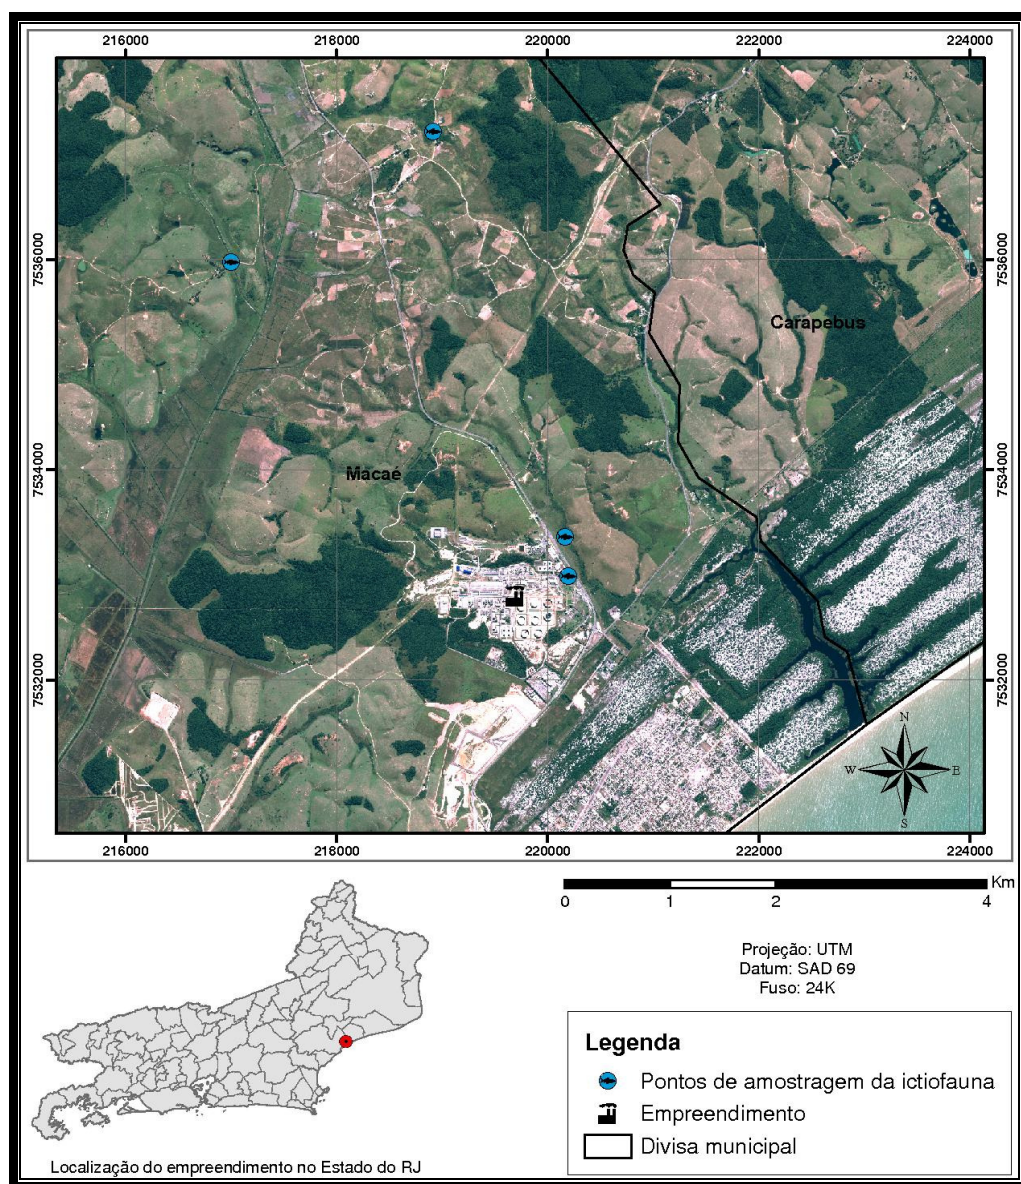 216000 218000 220000 222000 224000
7536000 7536000
Carapebus
7534000 7534000
Macaé
7532000 7532000
N
W E
S
216000 218000 220000 222000 224000
Km
0 1 2 4
Projeção: UTM
Datum: SAD 69
Fuso: 24K
Legenda
Pontos de amostragem da ictiofauna
Empreendimento
Divisa municipal
Localização do empreendimento no Estado do RJ